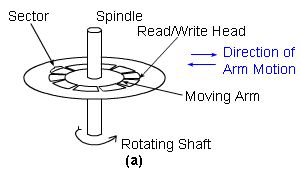 Sector
Spindle
Read/Write Head
Direction of
Arm Motion
Moving Arm
Rotating Shaft
(a)